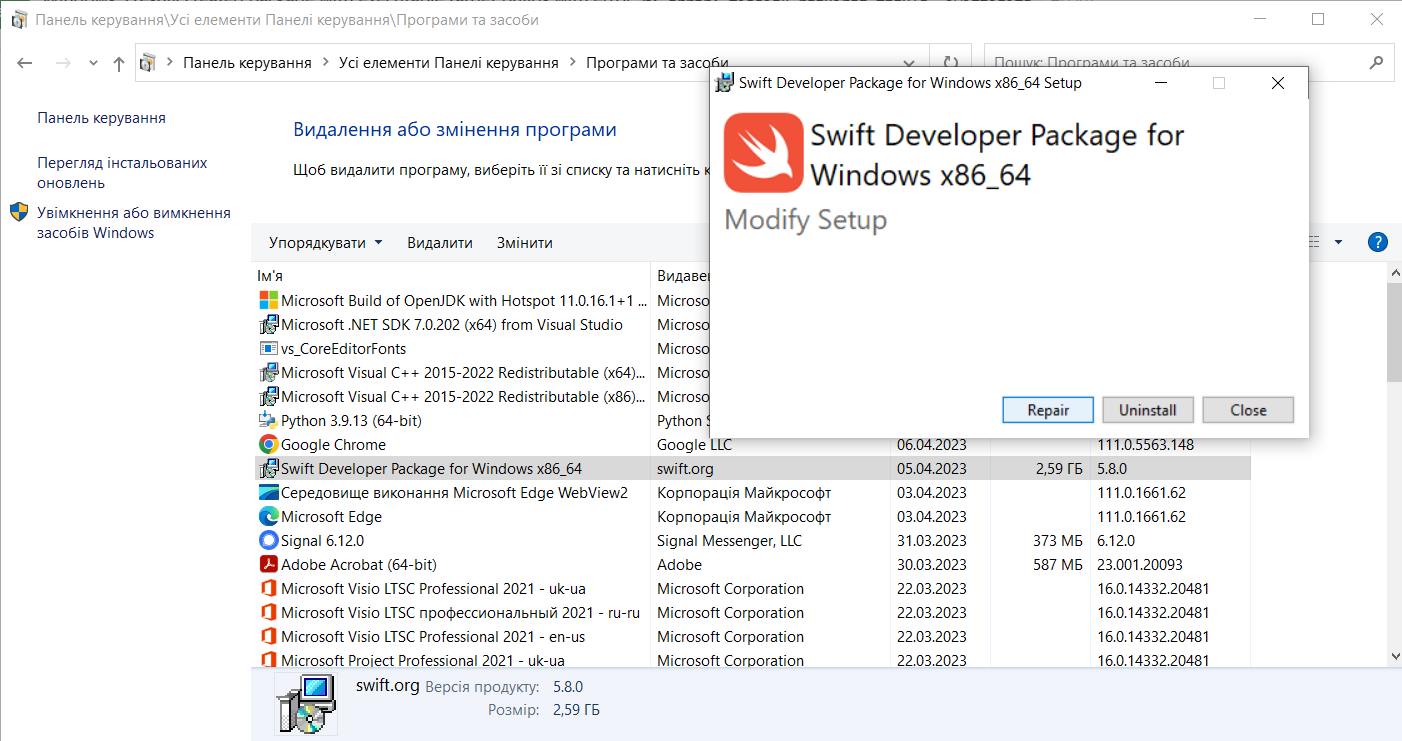 Панель керування\Усі елементи Панелі керування\Програми та засоби
Панель керування > Усі елементи Панелі керування > Програми та засоби
Пошук: Програми та засоби
Swift Developer Package for Windows x86_64 Setup
Swift Developer Package for
Windows x86_64
Modify Setup
Repair Uninstall Close
Панель керування
Перегляд інстальованих
оновлень
Увімкнення або вимкнення
засобів Windows
Видалення або змінення програми
Щоб видалити програму, виберіть її зі списку та натисніть к
Упорядкувати Видалити Змінити
Ім'я Видавец
Microsoft Build of OpenJDK with Hotspot 11.0.16.1+1 ... Microso
Microsoft .NET SDK 7.0.202 (x64) from Visual Studio Microso
vs_CoreEditorFonts Microso
Microsoft Visual C++ 2015-2022 Redistributable (x64)... Microso
Microsoft Visual C++ 2015-2022 Redistributable (x86)... Microso
Python 3.9.13 (64-bit) Python S
Google Chrome Google LLC 06.04.2023 111.0.5563.148
Swift Developer Package for Windows x86_64 swift.org 05.04.2023 2,59 ГБ 5.8.0
Середовище виконання Microsoft Edge WebView2 Корпорація Майкрософт 03.04.2023 111.0.1661.62
Microsoft Edge Корпорація Майкрософт 03.04.2023 111.0.1661.62
Signal 6.12.0 Signal Messenger, LLC 31.03.2023 373 МБ 6.12.0
Adobe Acrobat (64-bit) Adobe 30.03.2023 587 МБ 23.001.20093
Microsoft Visio LTSC Professional 2021 - uk-ua Microsoft Corporation 22.03.2023 16.0.14332.20481
Microsoft Visio LTSC профессиональный 2021 - ru-ru Microsoft Corporation 22.03.2023 16.0.14332.20481
Microsoft Visio LTSC Professional 2021 - en-us Microsoft Corporation 22.03.2023 16.0.14332.20481
Microsoft Project Professional 2021 - uk-ua Microsoft Corporation 22.03.2023 16.0.14332.20481
swift.org Версія продукту: 5.8.0
Розмір: 2,59 ГБ